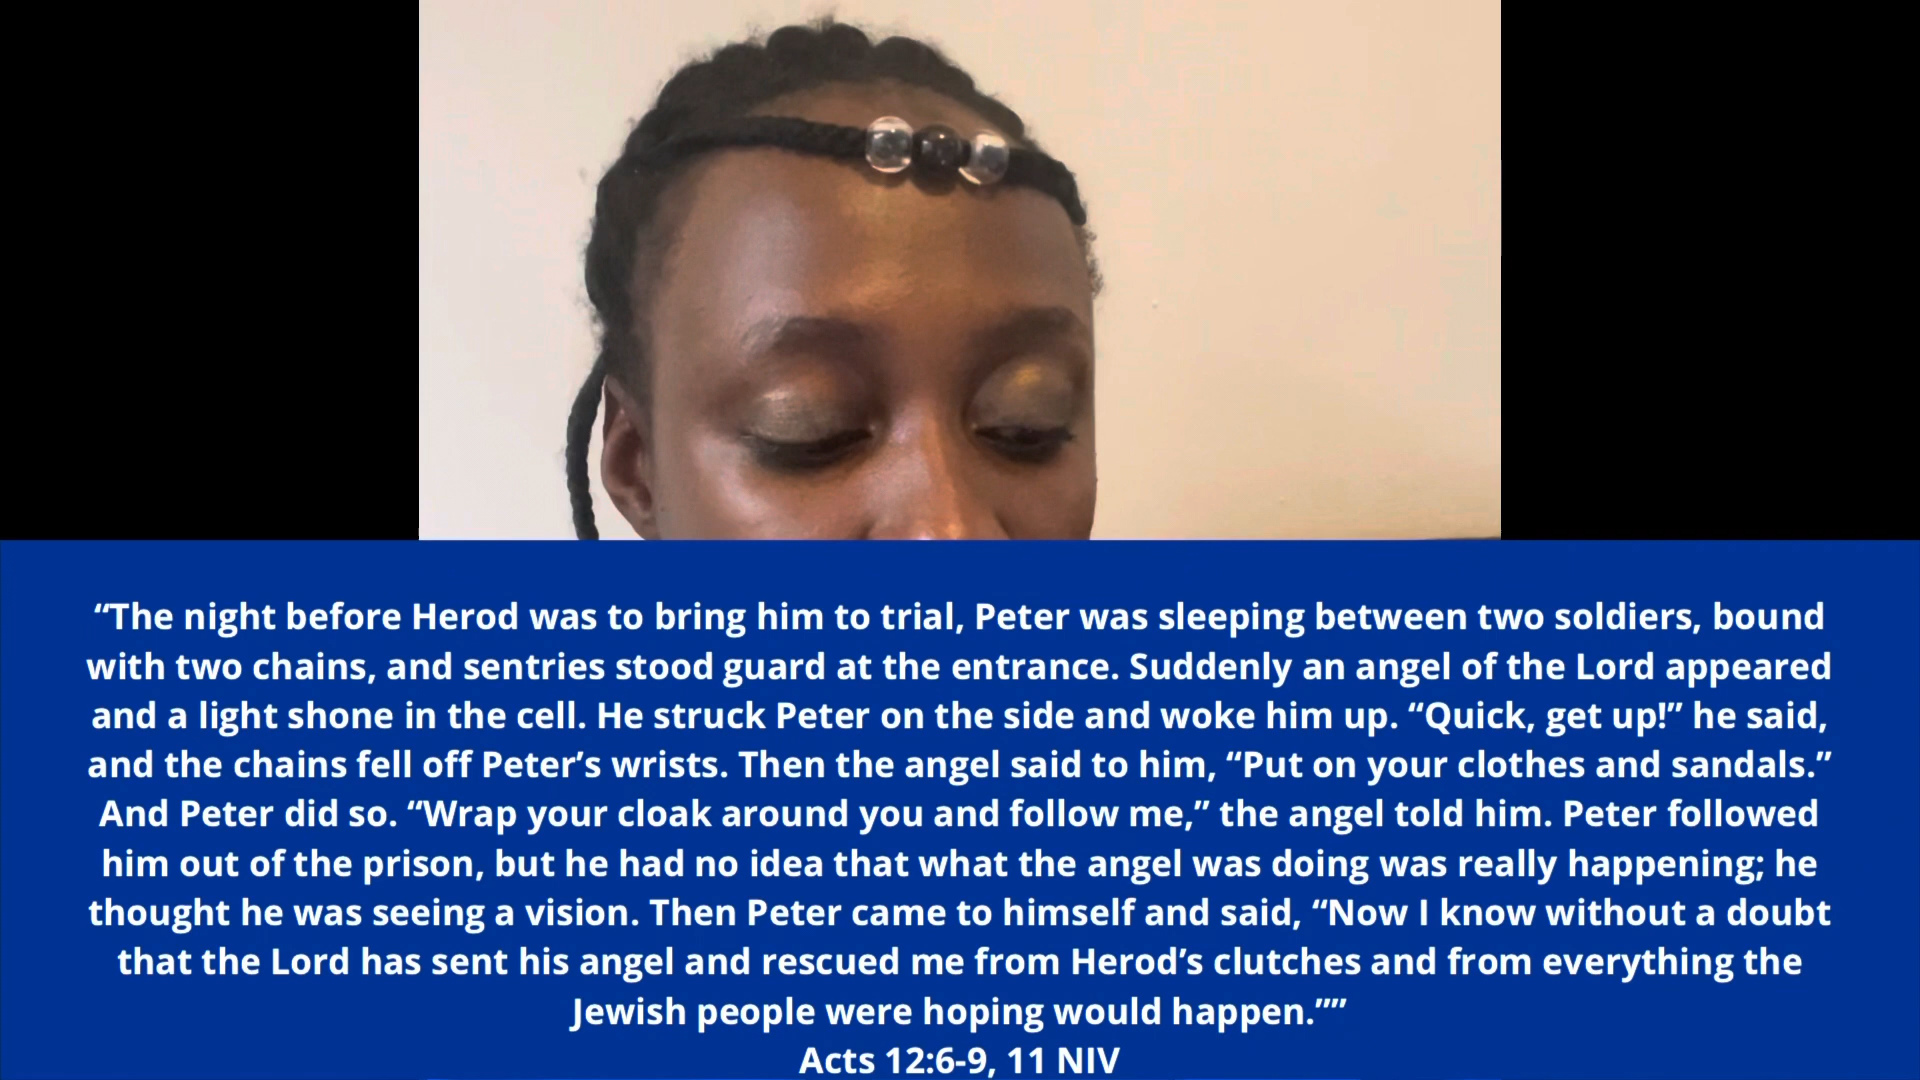 “The night before Herod was to bring him to trial, Peter was sleeping between two soldiers, bound
with two chains, and sentries stood guard at the entrance. Suddenly an angel of the Lord appeared
and a light shone in the cell. He struck Peter on the side and woke him up. “Quick, get up!” he said,
and the chains fell off Peter’s wrists. Then the angel said to him, “Put on your clothes and sandals.”
And Peter did so. “Wrap your cloak around you and follow me,” the angel told him. Peter followed
him out of the prison, but he had no idea that what the angel was doing was really happening; he
thought he was seeing a vision. Then Peter came to himself and said, “Now I know without a doubt
that the Lord has sent his angel and rescued me from Herod’s clutches and from everything the
Jewish people were hoping would happen.””
Acts 12:6-9, 11 NIV